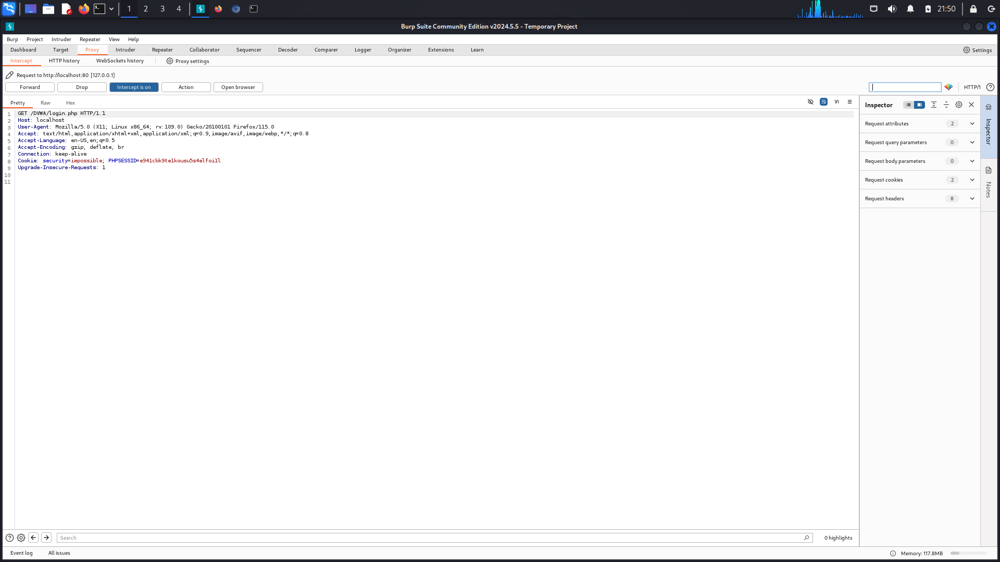 1 2 3 4 21:50
Burp Suite Community Edition v2024.5.5 - Temporary Project
Burp Project Intruder Repeater View Help
Dashboard Target Proxy Intruder Repeater Collaborator Sequencer Decoder Comparer Logger Organizer Extensions Learn Settings
Intercept HTTP history WebSockets history Proxy settings
Request to http://localhost:80 [127.0.0.1]
Forward Drop Intercept is on Action Open browser HTTP/1
Pretty Raw Hex \n
Inspector
1 GET /DVWA/login.php HTTP/1.1
2 Host: localhost
3 User-Agent: Mozilla/5.0 (X11; Linux x86_64; rv:109.0) Gecko/20100101 Firefox/115.0
4 Accept: text/html,application/xhtml+xml,application/xml;q=0.9,image/avif,image/webp,*/*;q=0.8
5 Accept-Language: en-US,en;q=0.5
6 Accept-Encoding: gzip, deflate, br
7 Connection: keep-alive
8 Cookie: security=impossible; PHPSESSID=e941cbk9te1kousu5s4elfoi1l
9 Upgrade-Insecure-Requests: 1
10
11
Request attributes 2
Request query parameters 0
Request body parameters 0
Request cookies 2
Request headers 8
Inspector
Notes
Search 0 highlights
Event log All issues Memory: 117.8MB